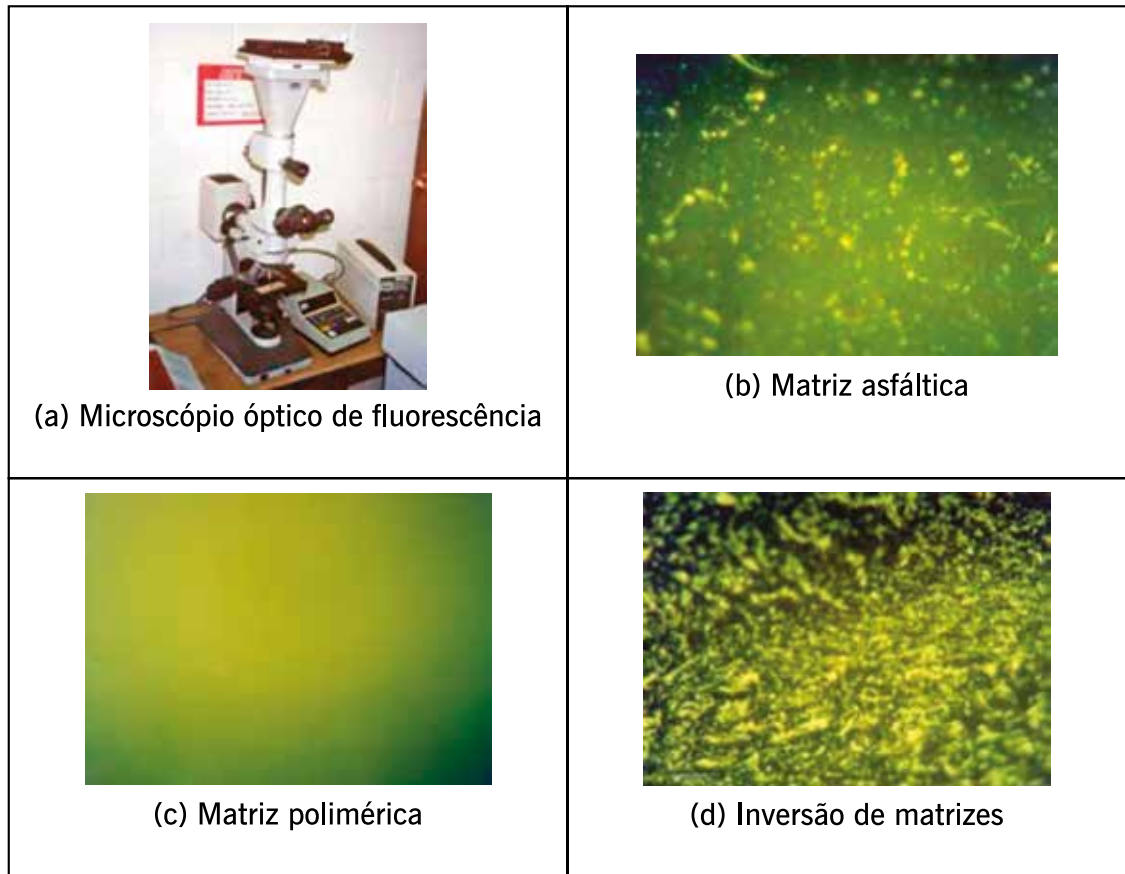 (a) Microscópio óptico de fluorescência
(b) Matriz asfáltica
(c) Matriz polimérica
(d) Inversão de matrizes